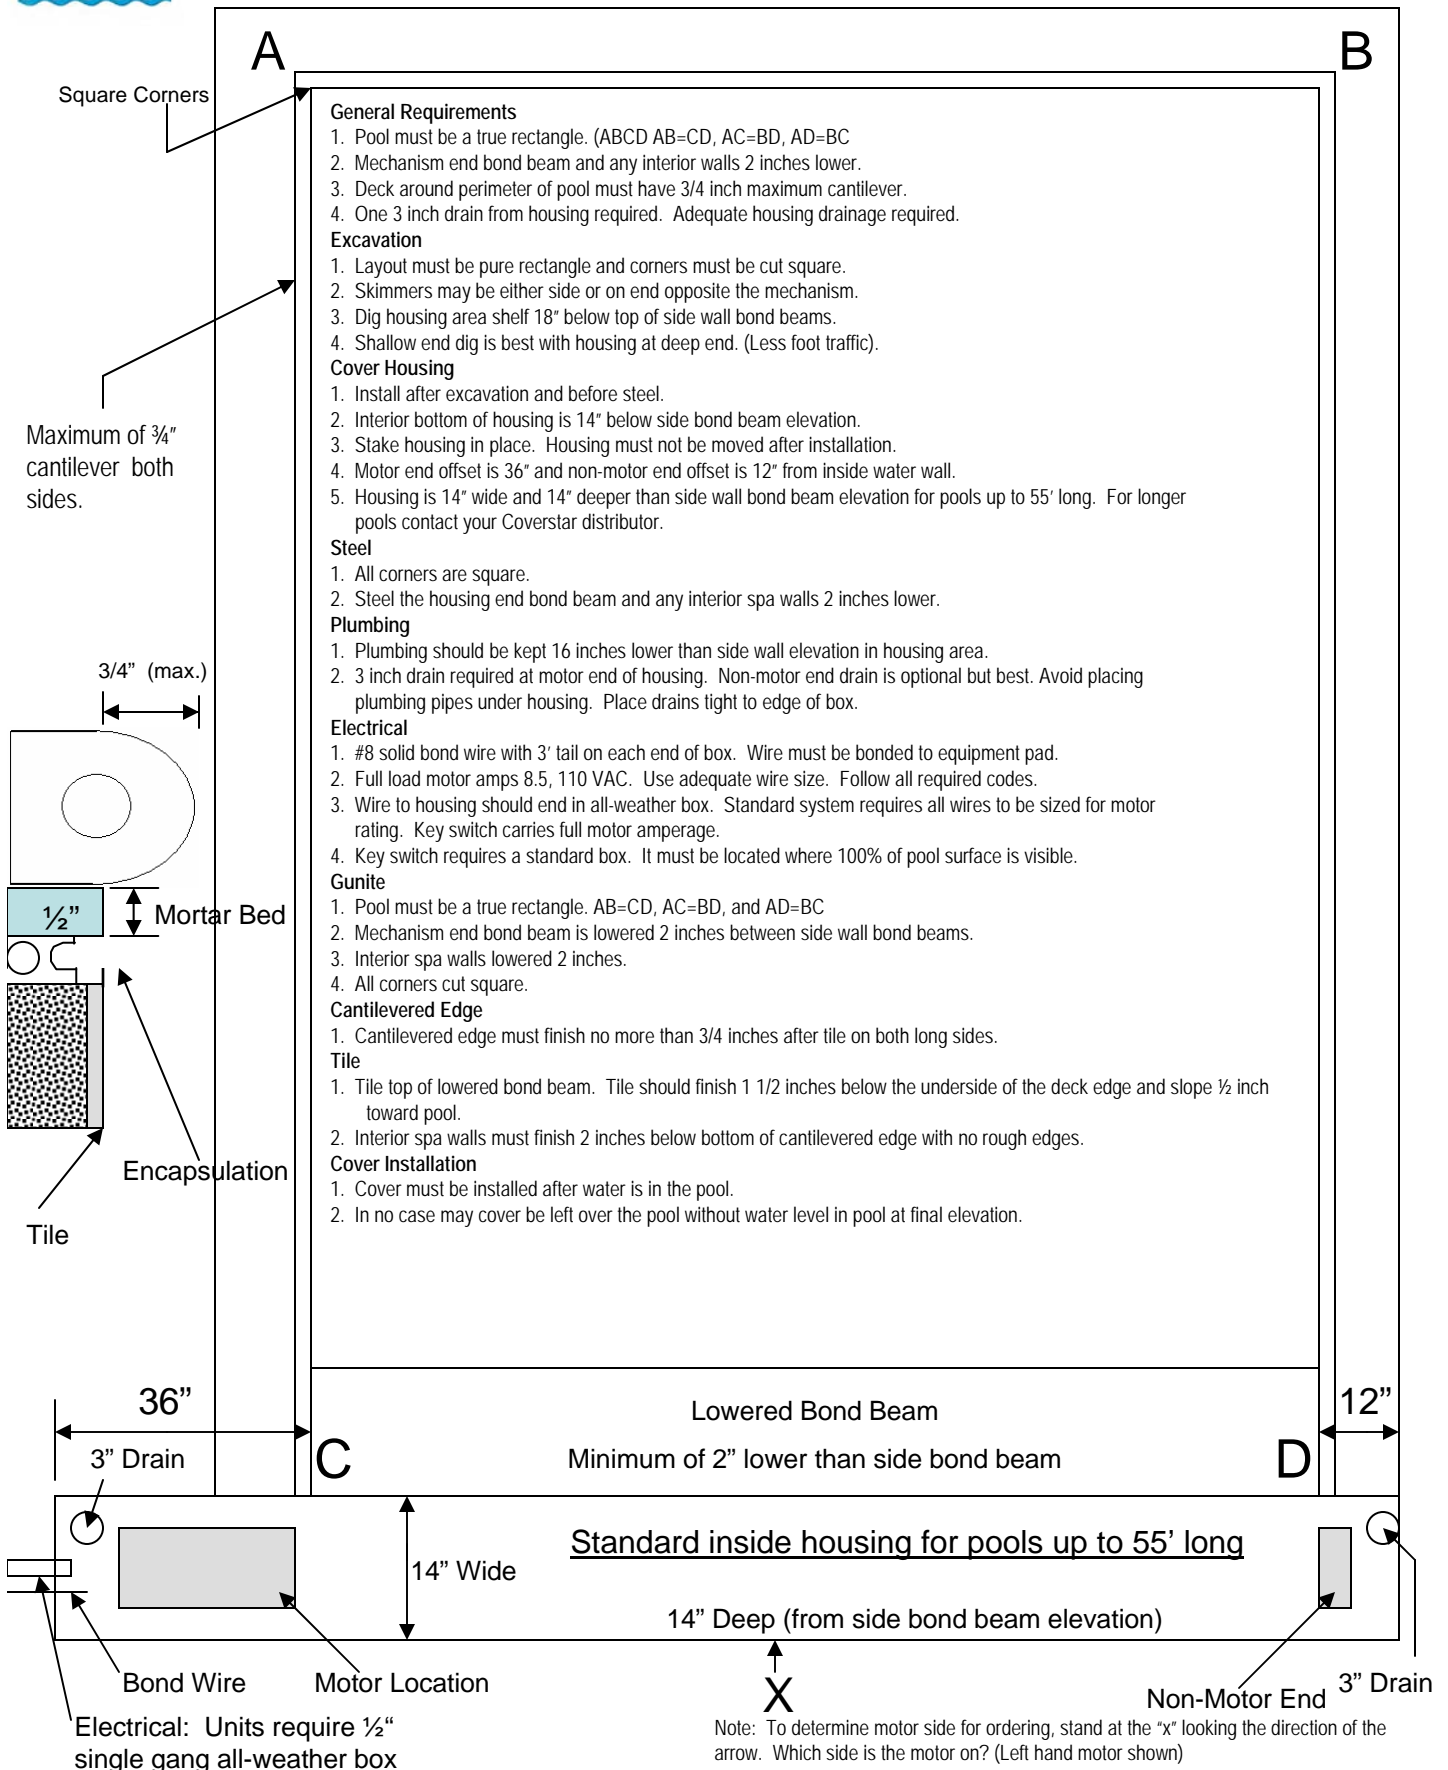 A
B
Square Corners
General Requirements
1. Pool must be a true rectangle. (ABCD AB=CD, AC=BD, AD=BC
2. Mechanism end bond beam and any interior walls 2 inches lower.
3. Deck around perimeter of pool must have 3/4 inch maximum cantilever.
4. One 3 inch drain from housing required. Adequate housing drainage required.
Excavation
1. Layout must be pure rectangle and corners must be cut square.
2. Skimmers may be either side or on end opposite the mechanism.
3. Dig housing area shelf 18" below top of side wall bond beams.
4. Shallow end dig is best with housing at deep end. (Less foot traffic).
Cover Housing
1. Install after excavation and before steel.
2. Interior bottom of housing is 14" below side bond beam elevation.
3. Stake housing in place. Housing must not be moved after installation.
4. Motor end offset is 36" and non-motor end offset is 12" from inside water wall.
5. Housing is 14" wide and 14" deeper than side wall bond beam elevation for pools up to 55' long. For longer
pools contact your Coverstar distributor.
Steel
1. All corners are square.
2. Steel the housing end bond beam and any interior spa walls 2 inches lower.
Plumbing
1. Plumbing should be kept 16 inches lower than side wall elevation in housing area.
2. 3 inch drain required at motor end of housing. Non-motor end drain is optional but best. Avoid placing
plumbing pipes under housing. Place drains tight to edge of box.
Electrical
1. #8 solid bond wire with 3' tail on each end of box. Wire must be bonded to equipment pad.
2. Full load motor amps 8.5, 110 VAC. Use adequate wire size. Follow all required codes.
3. Wire to housing should end in all-weather box. Standard system requires all wires to be sized for motor
rating. Key switch carries full motor amperage.
4. Key switch requires a standard box. It must be located where 100% of pool surface is visible.
Gunite
1. Pool must be a true rectangle. AB=CD, AC=BD, and AD=BC
2. Mechanism end bond beam is lowered 2 inches between side wall bond beams.
3. Interior spa walls lowered 2 inches.
4. All corners cut square.
Cantilevered Edge
1. Cantilevered edge must finish no more than 3/4 inches after tile on both long sides.
Tile
1. Tile top of lowered bond beam. Tile should finish 1 1/2 inches below the underside of the deck edge and slope ½ inch
toward pool.
2. Interior spa walls must finish 2 inches below bottom of cantilevered edge with no rough edges.
Cover Installation
1. Cover must be installed after water is in the pool.
2. In no case may cover be left over the pool without water level in pool at final elevation.
Maximum of ¾"
cantilever both
sides.
3/4" (max.)
½”
Mortar Bed
Encapsulation
Tile
36”
12”
Lowered Bond Beam
3” Drain
C
Minimum of 2” lower than side bond beam
D
Standard inside housing for pools up to 55’ long
14” Wide
14” Deep (from side bond beam elevation)
Bond Wire
Motor Location
X
Non-Motor End
3” Drain
Electrical: Units require ½“
single gang all-weather box
Note: To determine motor side for ordering, stand at the "x" looking the direction of the
arrow. Which side is the motor on? (Left hand motor shown)